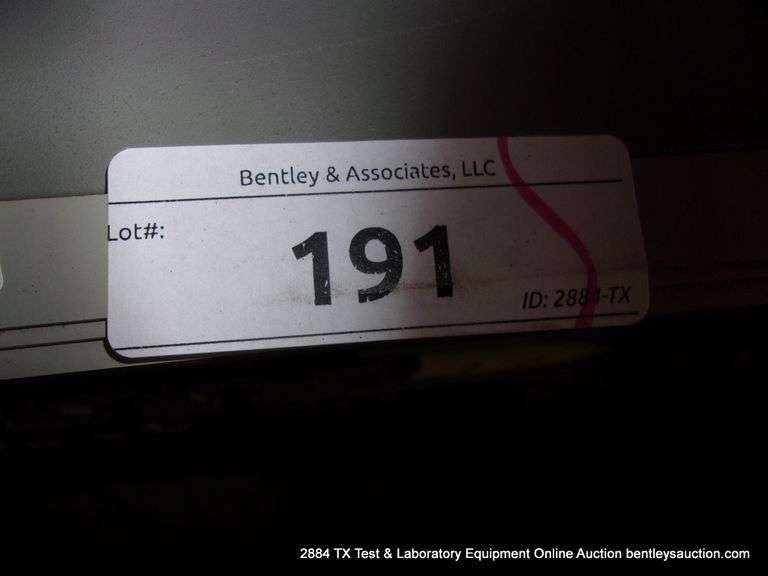 Bentley & Associates, LLC
Lot#:
191
ID: 2884-TX
2884 TX Test & Laboratory Equipment Online Auction bentleysauction.com